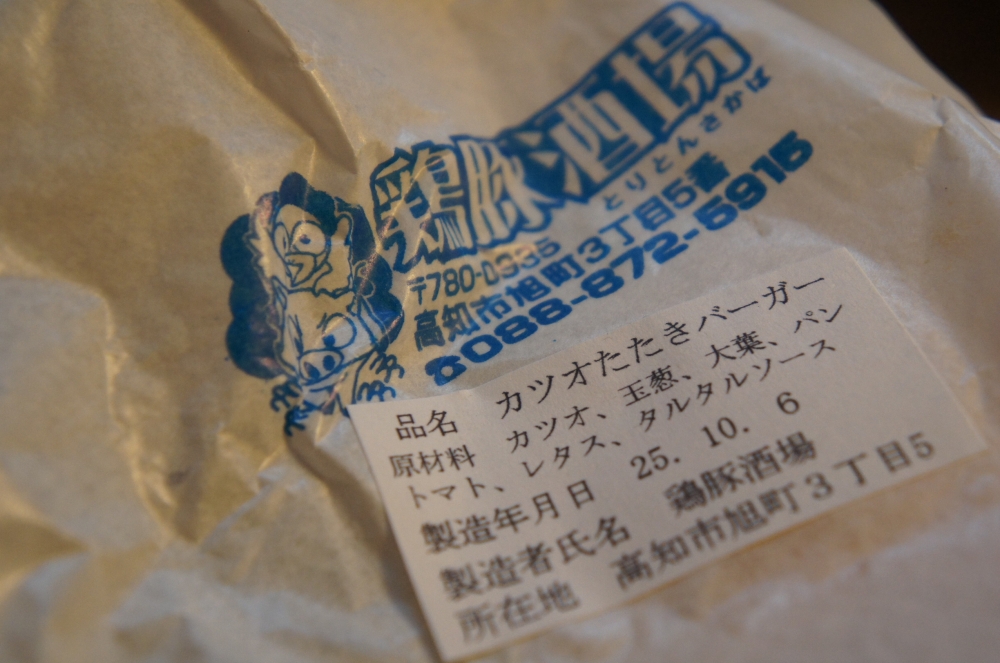 鶏豚酒場
とりとんさかば
〒780-0935
高知市旭町3丁目5番
088-872-5915
品名 カツオたたきバーガー
原材料 カツオ、玉葱、大葉、パン
トマト、レタス、タルタルソース
製造年月日 25. 10. 6
製造者氏名 鶏豚酒場
所在地 高知市旭町3丁目5